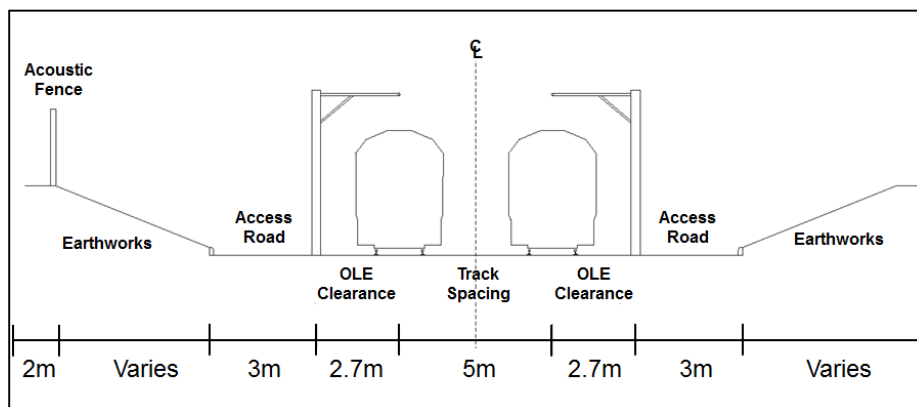 ℄
Acoustic
Fence
Access
Road
Access
Road
Earthworks
Earthworks
OLE
Clearance
Track
Spacing
OLE
Clearance
2m
Varies
3m
2.7m
5m
2.7m
3m
Varies